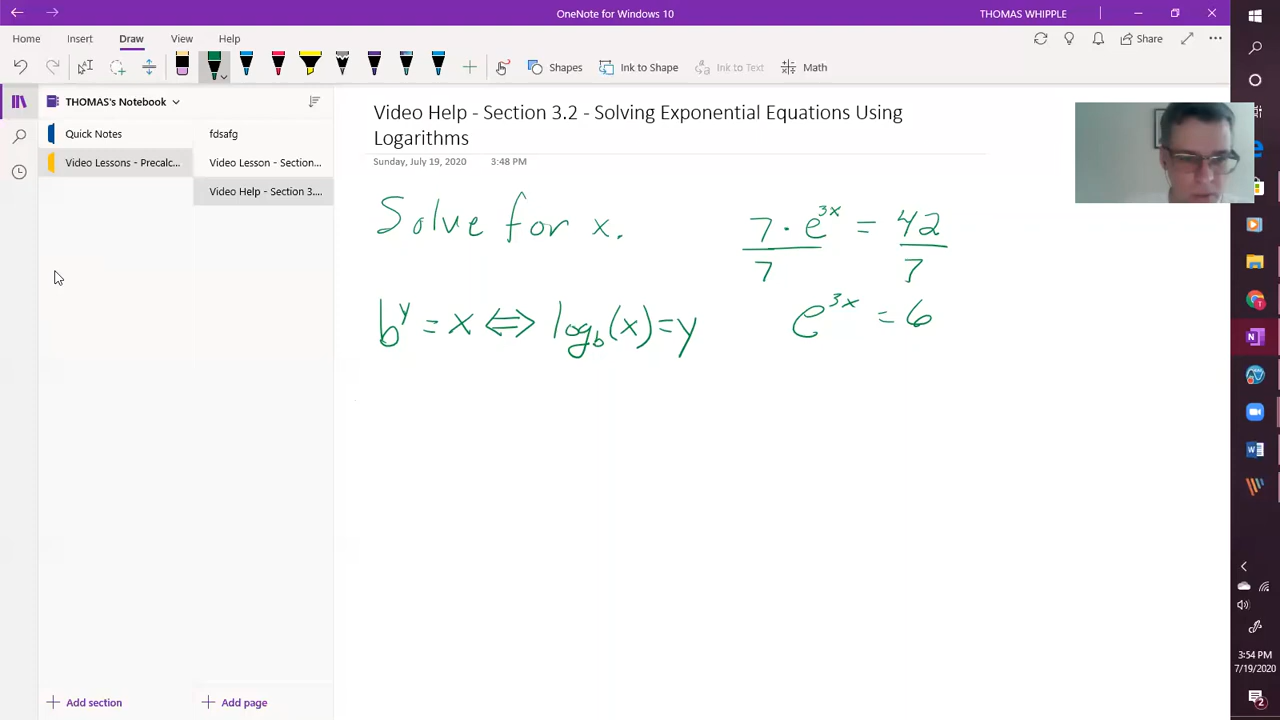 OneNote for Windows 10
THOMAS WHIPPLE
Home Insert Draw View Help
Share
Shapes Ink to Shape Ink to Text Math
THOMAS's Notebook
Quick Notes
Video Lessons - Precalc...
fdsafg
Video Lesson - Section...
Video Help - Section 3....
Video Help - Section 3.2 - Solving Exponential Equations Using
Logarithms
Sunday, July 19, 2020 3:48 PM
Solve for x.
7 · e^3x = 42
7 7
b^y = x ⇔ log_b(x) = y
e^3x = 6
Add section
Add page
3:54 PM
7/19/2020
2